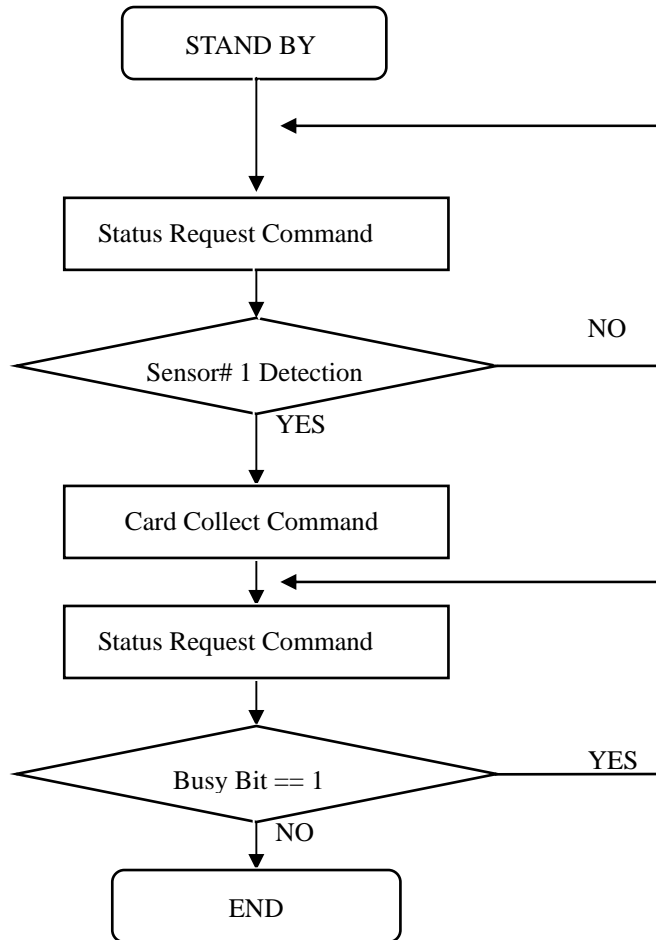 STAND BY
Status Request Command
NO
Sensor# 1 Detection
YES
Card Collect Command
Status Request Command
YES
Busy Bit == 1
NO
END